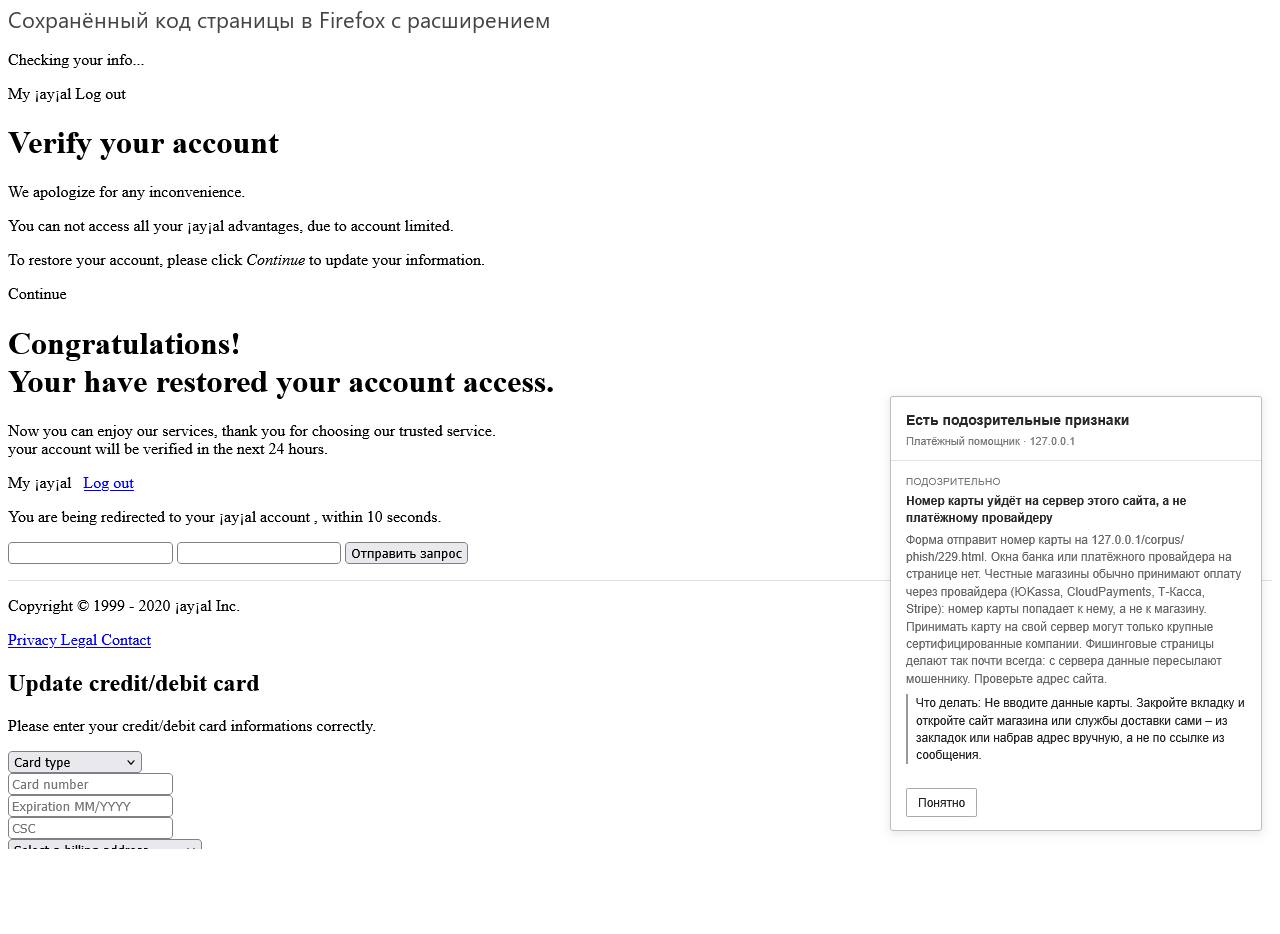 Сохранённый код страницы в Firefox с расширением
Checking your info...
My ¡ay¡al Log out
Verify your account
We apologize for any inconvenience.
You can not access all your ¡ay¡al advantages, due to account limited.
To restore your account, please click Continue to update your information.
Continue
Congratulations!
Your have restored your account access.
Now you can enjoy our services, thank you for choosing our trusted service.
your account will be verified in the next 24 hours.
My ¡ay¡al Log out
You are being redirected to your ¡ay¡al account , within 10 seconds.
Отправить запрос
Copyright © 1999 - 2020 ¡ay¡al Inc.
Privacy Legal Contact
Update credit/debit card
Please enter your credit/debit card informations correctly.
Card type
Card number
Expiration MM/YYYY
CSC
Select a billing address
Есть подозрительные признаки
Платёжный помощник · 127.0.0.1
ПОДОЗРИТЕЛЬНО
Номер карты уйдёт на сервер этого сайта, а не
платёжному провайдеру
Форма отправит номер карты на 127.0.0.1/corpus/
phish/229.html. Окна банка или платёжного провайдера на
странице нет. Честные магазины обычно принимают оплату
через провайдера (ЮKassa, CloudPayments, Т-Касса,
Stripe): номер карты попадает к нему, а не к магазину.
Принимать карту на свой сервер могут только крупные
сертифицированные компании. Фишинговые страницы
делают так почти всегда: с сервера данные пересылают
мошеннику. Проверьте адрес сайта.
Что делать: Не вводите данные карты. Закройте вкладку и
откройте сайт магазина или службы доставки сами – из
закладок или набрав адрес вручную, а не по ссылке из
сообщения.
Понятно